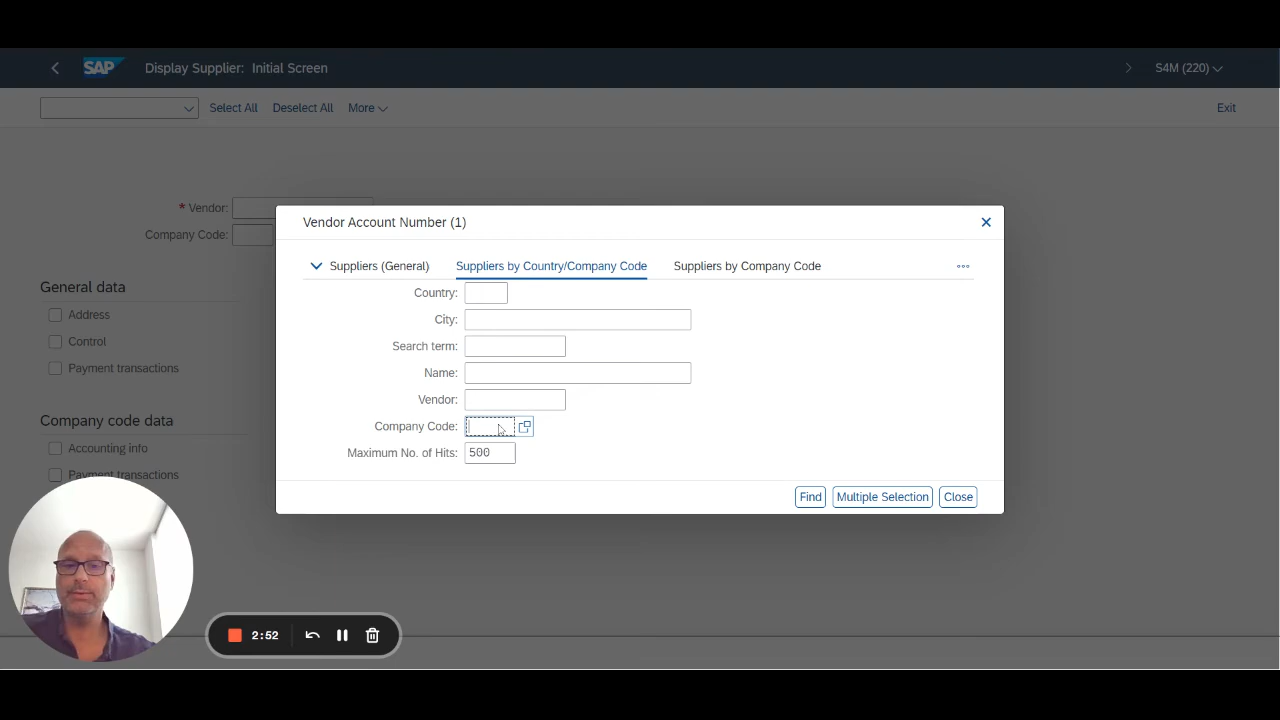 SAP Display Supplier: Initial Screen S4M (220)
Select All Deselect All More Exit
* Vendor:
Company Code:
General data
Address
Control
Payment transactions
Company code data
Accounting info
Payment transactions
Vendor Account Number (1)
Suppliers (General) Suppliers by Country/Company Code Suppliers by Company Code
Country:
City:
Search term:
Name:
Vendor:
Company Code:
Maximum No. of Hits: 500
Find Multiple Selection Close
2:52